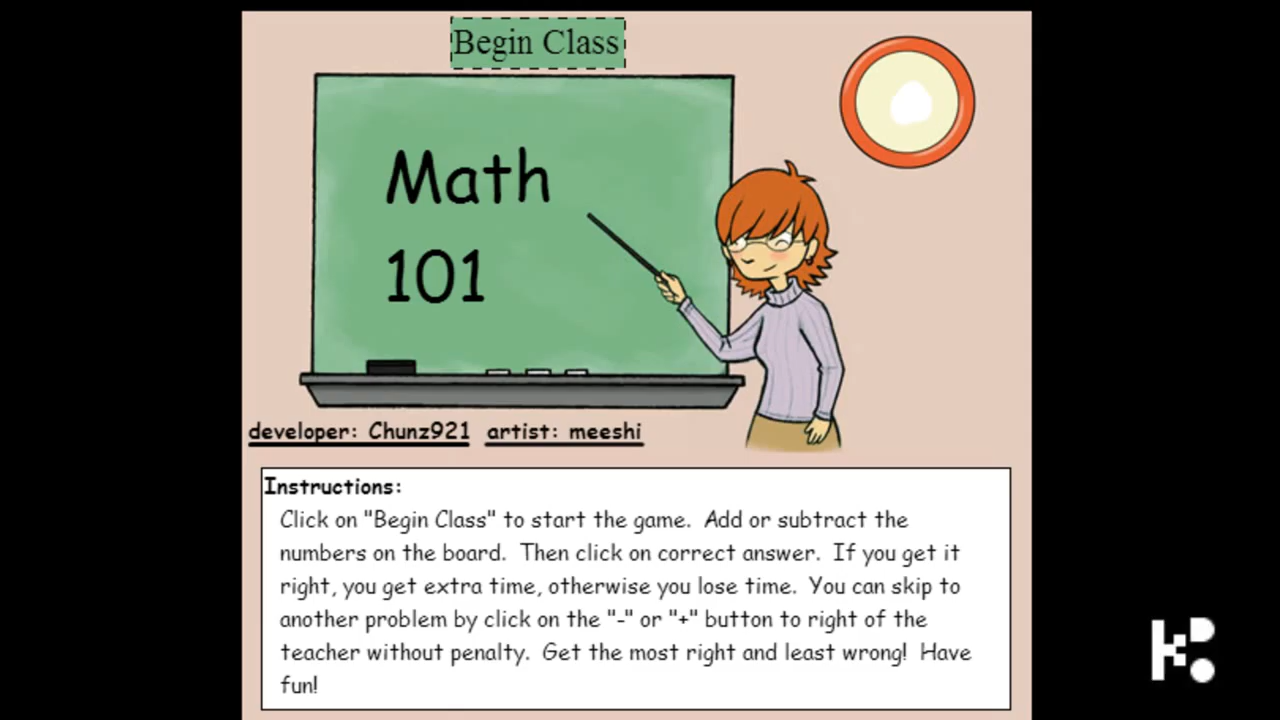 Begin Class
Math
101
developer: Chunz921 artist: meeshi
Instructions:
Click on "Begin Class" to start the game. Add or subtract the
numbers on the board. Then click on correct answer. If you get it
right, you get extra time, otherwise you lose time. You can skip to
another problem by click on the "-" or "+" button to right of the
teacher without penalty. Get the most right and least wrong! Have
fun!